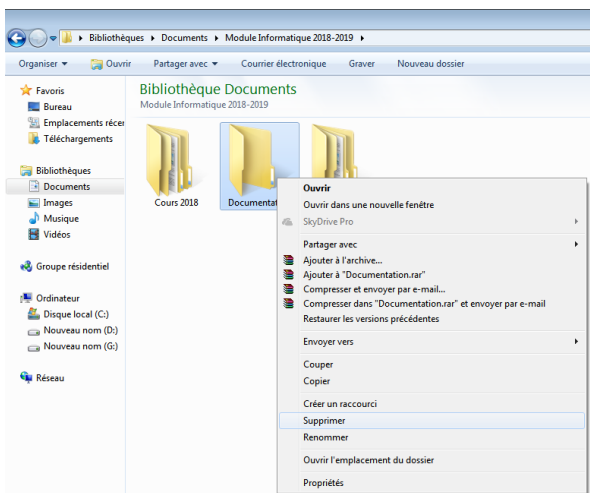 Bibliothèques ▸ Documents ▸ Module Informatique 2018-2019 ▸
Organiser ▾ Ouvrir Partager avec ▾ Courrier électronique Graver Nouveau dossier
Favoris
Bureau
Emplacements récer
Téléchargements
Bibliothèques
Documents
Images
Musique
Vidéos
Groupe résidentiel
Ordinateur
Disque local (C:)
Nouveau nom (D:)
Nouveau nom (G:)
Réseau
Bibliothèque Documents
Module Informatique 2018-2019
Cours 2018
Documentat
Ouvrir
Ouvrir dans une nouvelle fenêtre
SkyDrive Pro
Partager avec
Ajouter à l'archive...
Ajouter à "Documentation.rar"
Compresser et envoyer par e-mail...
Compresser dans "Documentation.rar" et envoyer par e-mail
Restaurer les versions précédentes
Envoyer vers
Couper
Copier
Créer un raccourci
Supprimer
Renommer
Ouvrir l'emplacement du dossier
Propriétés